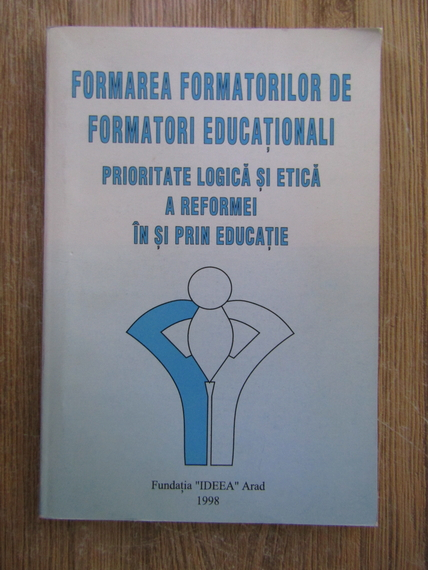 FORMAREA FORMATORILOR DE
FORMATORI EDUCAȚIONALI
PRIORITATE LOGICĂ ȘI ETICĂ
A REFORMEI
ÎN ȘI PRIN EDUCAȚIE
Fundația "IDEEA" Arad
1998